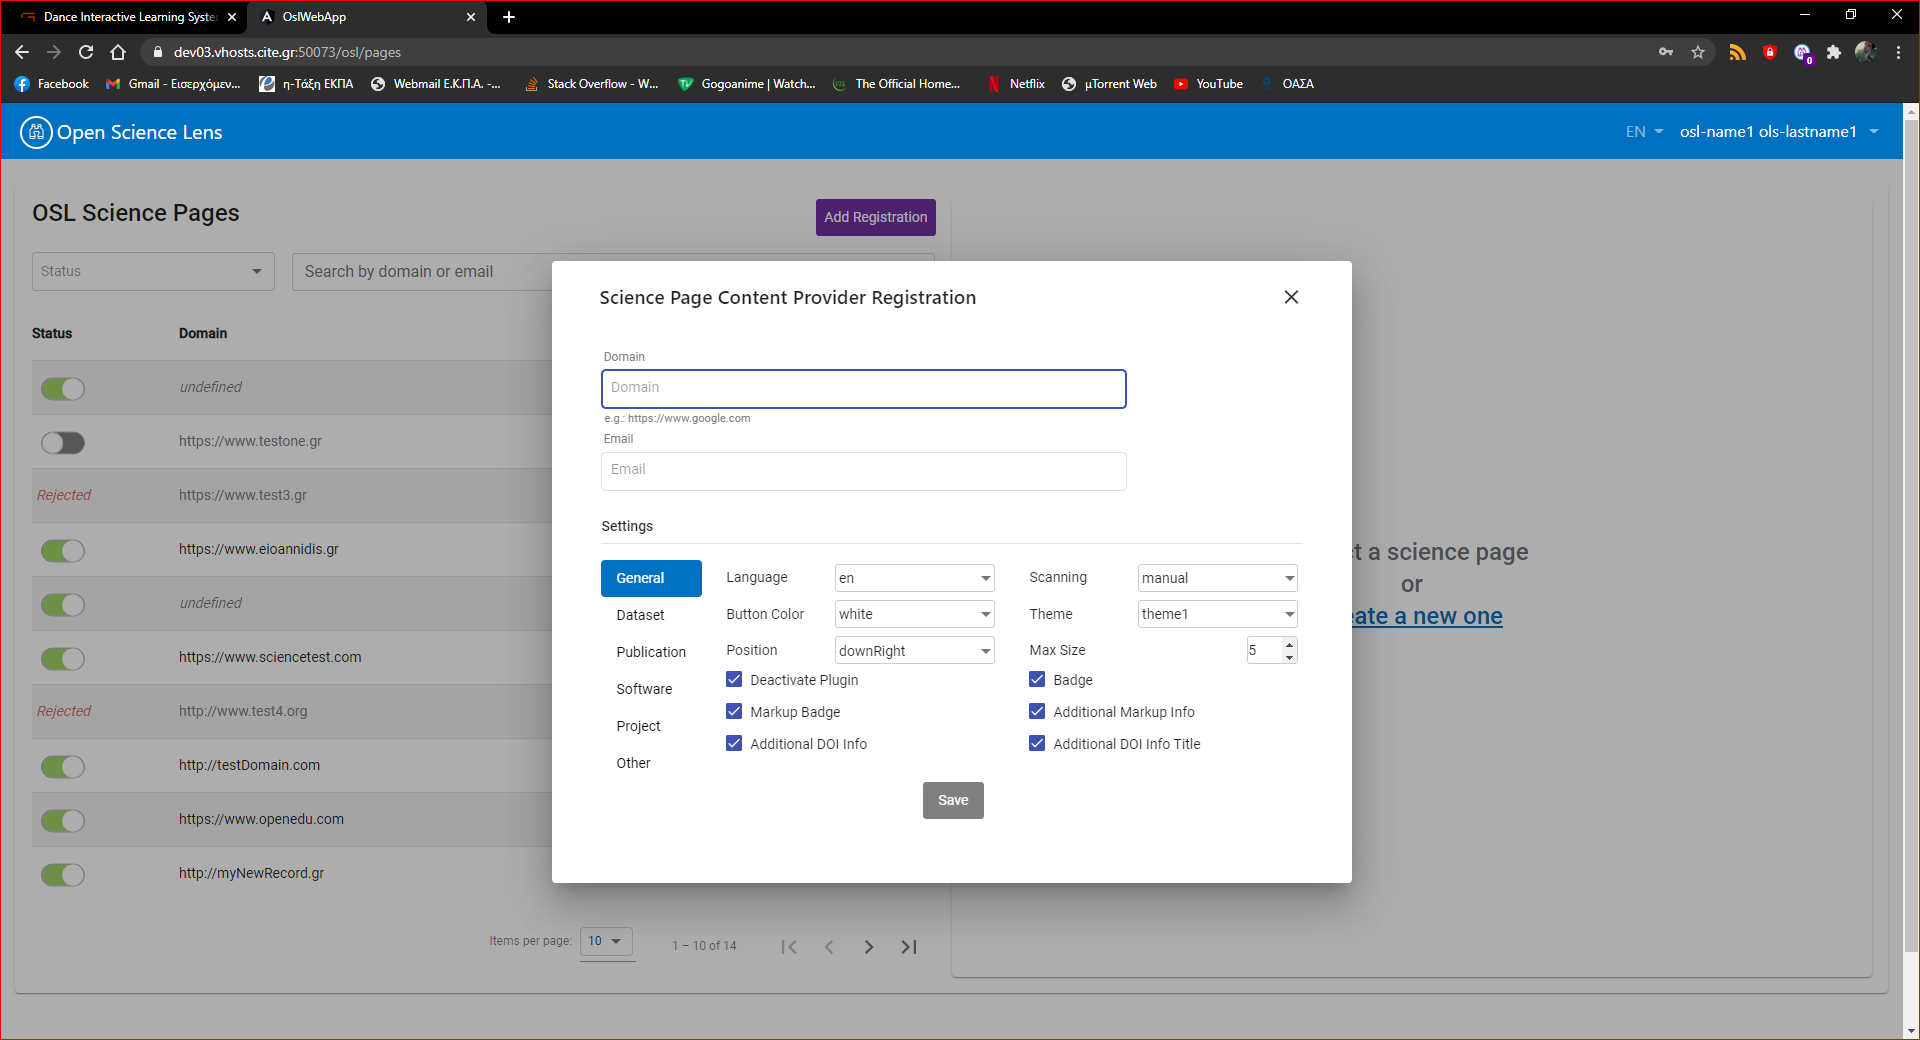 Dance Interactive Learning Syste
OslWebApp
dev03.vhosts.cite.gr:50073/osl/pages
0
Facebook
Gmail - Εισερχόμεν...
η-Τάξη ΕΚΠΑ
Webmail Ε.Κ.Π.Α. -...
Stack Overflow - W...
Gogoanime | Watch...
The Official Home...
Netflix
μTorrent Web
YouTube
ΟΑΣΑ
Open Science Lens
EN
osl-name1 ols-lastname1
OSL Science Pages
Add Registration
Status
Search by domain or email
Status
Domain
undefined
https://www.testone.gr
Rejected
https://www.test3.gr
https://www.eioannidis.gr
undefined
https://www.sciencetest.com
Rejected
http://www.test4.org
http://testDomain.com
https://www.openedu.com
http://myNewRecord.gr
Items per page:
10
1 – 10 of 14
Science Page Content Provider Registration
Domain
Domain
e.g.: https://www.google.com
Email
Email
Settings
General
Dataset
Publication
Software
Project
Other
Language
en
Scanning
manual
Button Color
white
Theme
theme1
Position
downRight
Max Size
5
Deactivate Plugin
Badge
Markup Badge
Additional Markup Info
Additional DOI Info
Additional DOI Info Title
Save
t a science page
or
eate a new one